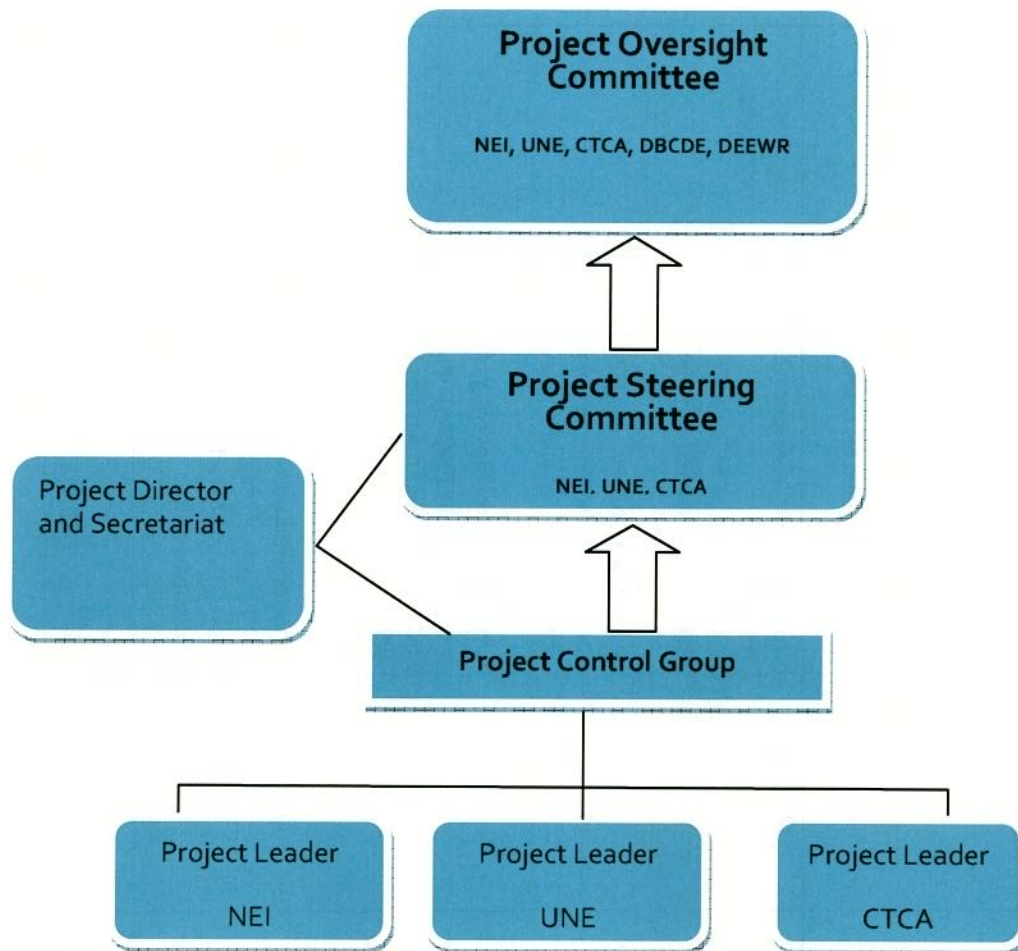 Project Oversight
Committee
NEI, UNE, CTCA, DBCDE, DEEWR
Project Steering
Committee
NEI, UNE, CTCA
Project Director
and Secretariat
Project Control Group
Project Leader
NEI
Project Leader
UNE
Project Leader
CTCA